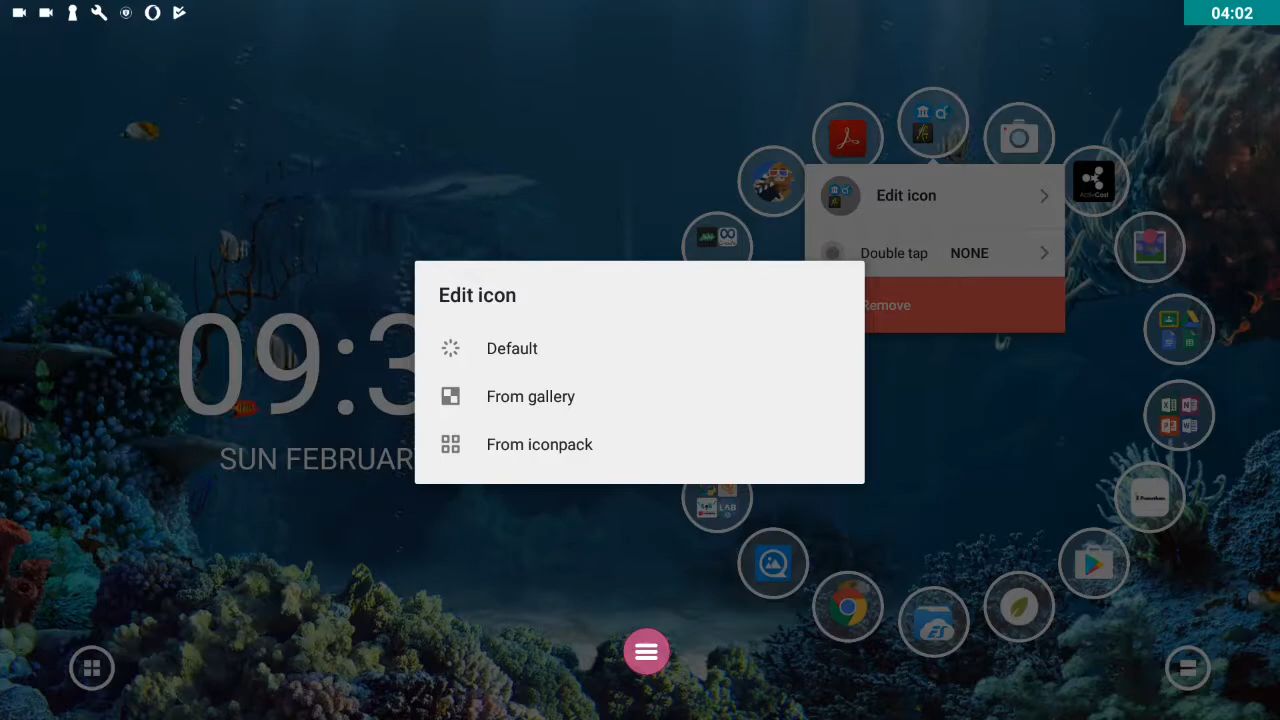 04:02
Edit icon
Double tap NONE
Remove
09:3
SUN FEBRUAR
Edit icon
Default
From gallery
From iconpack
LAB